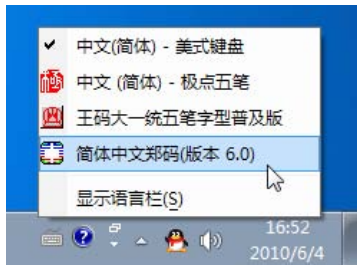 中文(简体) - 美式键盘
中文 (简体) - 极点五笔
王码大一统五笔字型普及版
简体中文郑码(版本 6.0)
显示语言栏(S)
16:52
2010/6/4